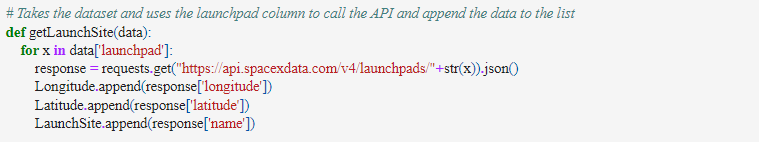 # Takes the dataset and uses the launchpad column to call the API and append the data to the list
def getLaunchSite(data):
    for x in data['launchpad']:
        response = requests.get("https://api.spacexdata.com/v4/launchpads/"+str(x)).json()
        Longitude.append(response['longitude'])
        Latitude.append(response['latitude'])
        LaunchSite.append(response['name'])